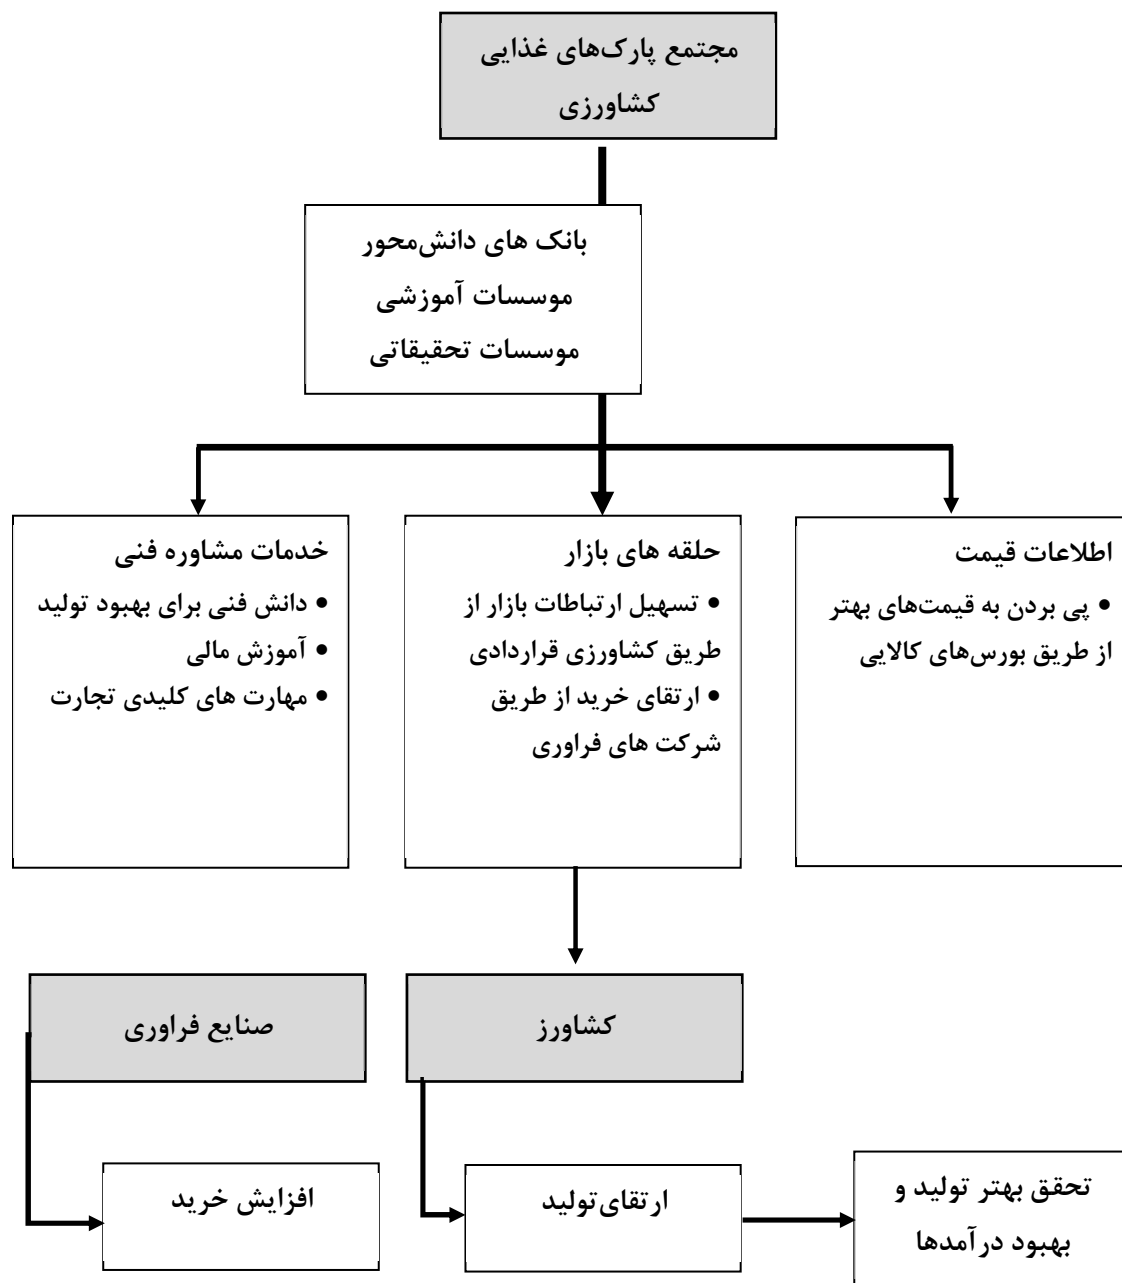 مجتمع پارک‌های غذایی
کشاورزی
بانک های دانش‌محور
موسسات آموزشی
موسسات تحقیقاتی
اطلاعات قیمت
• پی بردن به قیمت‌های بهتر
از طریق بورس‌های کالایی
حلقه های بازار
• تسهیل ارتباطات بازار از
طریق کشاورزی قراردادی
• ارتقای خرید از طریق
شرکت های فراوری
خدمات مشاوره فنی
• دانش فنی برای بهبود تولید
• آموزش مالی
• مهارت های کلیدی تجارت
کشاورز
صنایع فراوری
تحقق بهتر تولید و
بهبود درآمدها
ارتقای‌تولید
افزایش خرید